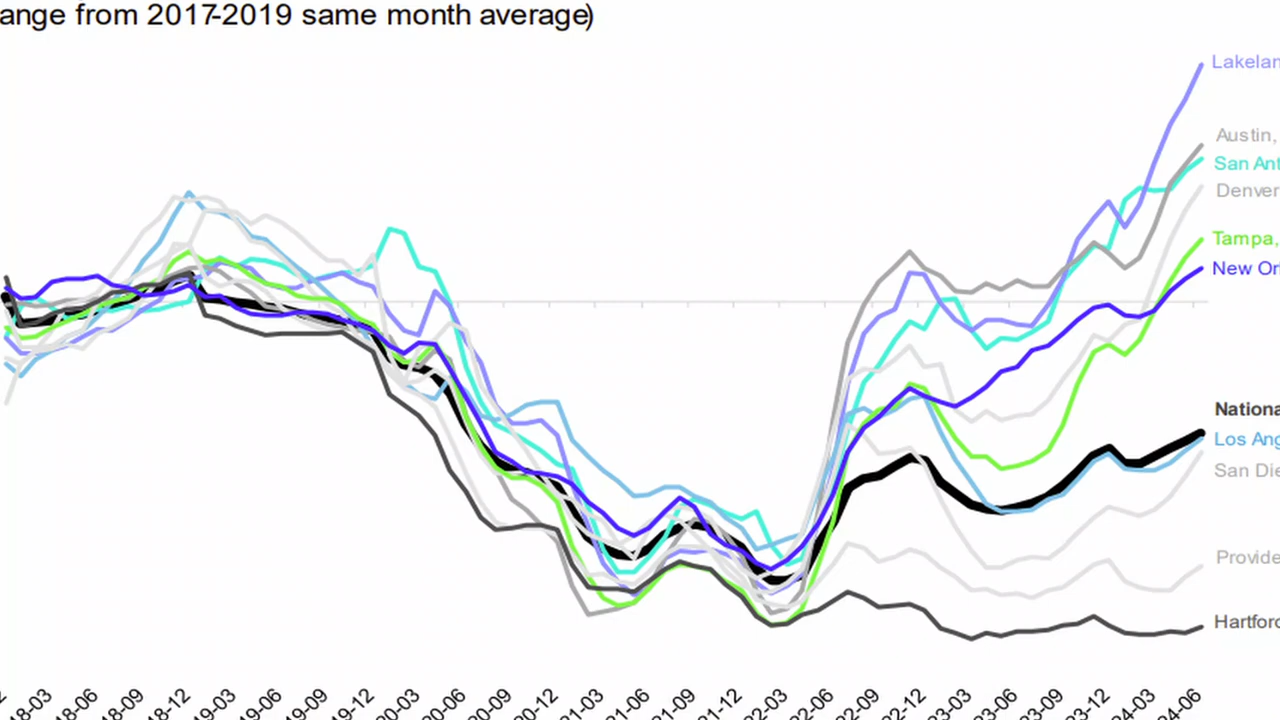 ange from 2017-2019 same month average)
Lakelan
Austin,
San Ant
Denver
Tampa,
New Orl
Nationa
Los Ang
San Die
Provide
Hartford
2
18-03
18-06
18-09
18-12
19-03
19-06
19-09
19-12
20-03
20-06
20-09
20-12
21-03
21-06
21-09
21-12
22-03
22-06
22-09
22-12
23-03
23-06
23-09
23-12
24-03
24-06